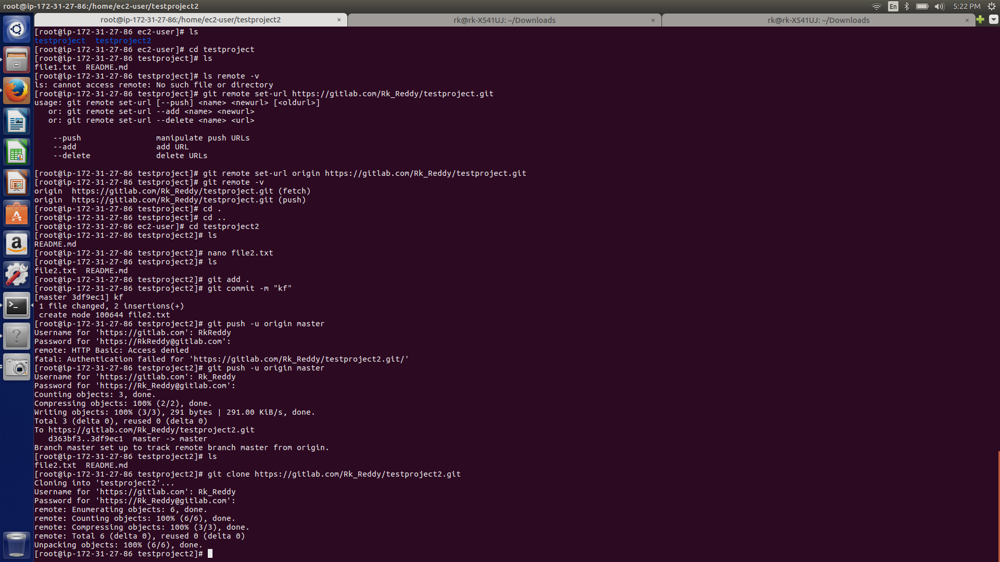 root@ip-172-31-27-86:/home/ec2-user/testproject2
En
5:22 PM
root@ip-172-31-27-86:/home/ec2-user/testproject2 ×
rk@rk-X541UJ: ~/Downloads ×
rk@rk-X541UJ: ~/Downloads ×
[root@ip-172-31-27-86 ec2-user]# ls
testproject  testproject2
[root@ip-172-31-27-86 ec2-user]# cd testproject
[root@ip-172-31-27-86 testproject]# ls
file1.txt  README.md
[root@ip-172-31-27-86 testproject]# ls remote -v
ls: cannot access remote: No such file or directory
[root@ip-172-31-27-86 testproject]# git remote set-url https://gitlab.com/Rk_Reddy/testproject.git
usage: git remote set-url [--push] <name> <newurl> [<oldurl>]
   or: git remote set-url --add <name> <newurl>
   or: git remote set-url --delete <name> <url>
    --push                manipulate push URLs
    --add                 add URL
    --delete              delete URLs
[root@ip-172-31-27-86 testproject]# git remote set-url origin https://gitlab.com/Rk_Reddy/testproject.git
[root@ip-172-31-27-86 testproject]# git remote -v
origin  https://gitlab.com/Rk_Reddy/testproject.git (fetch)
origin  https://gitlab.com/Rk_Reddy/testproject.git (push)
[root@ip-172-31-27-86 testproject]# cd .
[root@ip-172-31-27-86 testproject]# cd ..
[root@ip-172-31-27-86 ec2-user]# cd testproject2
[root@ip-172-31-27-86 testproject2]# ls
README.md
[root@ip-172-31-27-86 testproject2]# nano file2.txt
[root@ip-172-31-27-86 testproject2]# ls
file2.txt  README.md
[root@ip-172-31-27-86 testproject2]# git add .
[root@ip-172-31-27-86 testproject2]# git commit -m "kf"
[master 3df9ec1] kf
 1 file changed, 2 insertions(+)
 create mode 100644 file2.txt
[root@ip-172-31-27-86 testproject2]# git push -u origin master
Username for 'https://gitlab.com': RkReddy
Password for 'https://RkReddy@gitlab.com':
remote: HTTP Basic: Access denied
fatal: Authentication failed for 'https://gitlab.com/Rk_Reddy/testproject2.git/'
[root@ip-172-31-27-86 testproject2]# git push -u origin master
Username for 'https://gitlab.com': Rk_Reddy
Password for 'https://Rk_Reddy@gitlab.com':
Counting objects: 3, done.
Compressing objects: 100% (2/2), done.
Writing objects: 100% (3/3), 291 bytes | 291.00 KiB/s, done.
Total 3 (delta 0), reused 0 (delta 0)
To https://gitlab.com/Rk_Reddy/testproject2.git
   d363bf3..3df9ec1  master -> master
Branch master set up to track remote branch master from origin.
[root@ip-172-31-27-86 testproject2]# ls
file2.txt  README.md
[root@ip-172-31-27-86 testproject2]# git clone https://gitlab.com/Rk_Reddy/testproject2.git
Cloning into 'testproject2'...
Username for 'https://gitlab.com': Rk_Reddy
Password for 'https://Rk_Reddy@gitlab.com':
remote: Enumerating objects: 6, done.
remote: Counting objects: 100% (6/6), done.
remote: Compressing objects: 100% (3/3), done.
remote: Total 6 (delta 0), reused 0 (delta 0)
Unpacking objects: 100% (6/6), done.
[root@ip-172-31-27-86 testproject2]#